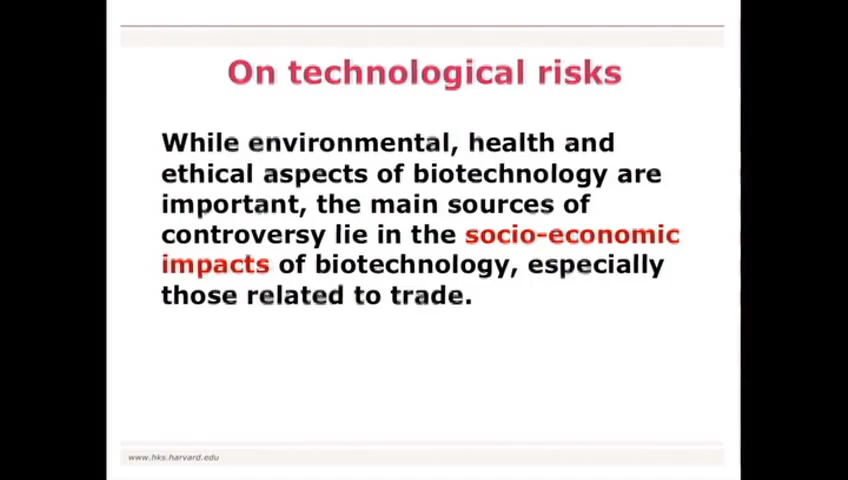 On technological risks
While environmental, health and
ethical aspects of biotechnology are
important, the main sources of
controversy lie in the socio-economic
impacts of biotechnology, especially
those related to trade.
www.hks.harvard.edu